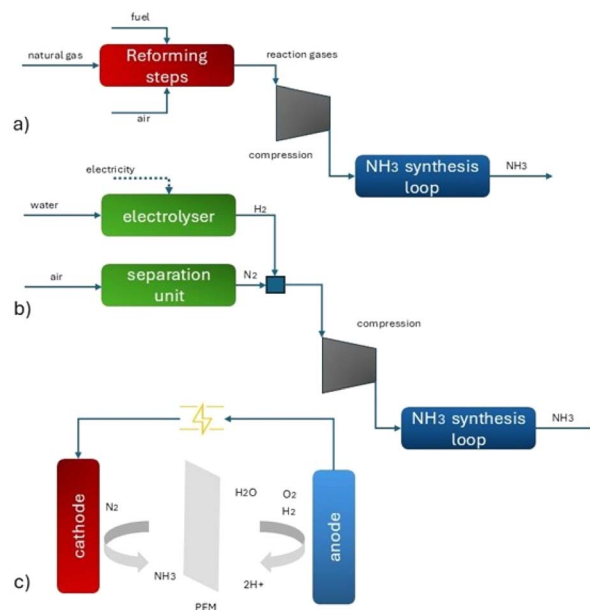 fuel
natural gas
Reforming
steps
reaction gases
air
a)
compression
NH3 synthesis
loop
NH3
electricity
water
electrolyser
H2
air
separation
unit
N2
b)
compression
NH3 synthesis
loop
NH3
cathode
N2
NH3
H2O
O2
H2
2H+
anode
c)
PEM